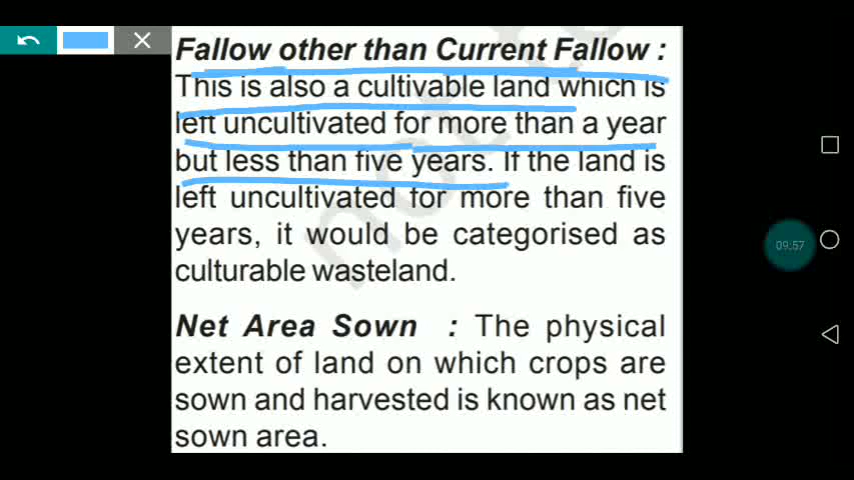 Fallow other than Current Fallow :
This is also a cultivable land which is
left uncultivated for more than a year
but less than five years. If the land is
left uncultivated for more than five
years, it would be categorised as
culturable wasteland.
Net Area Sown : The physical
extent of land on which crops are
sown and harvested is known as net
sown area.
09:57